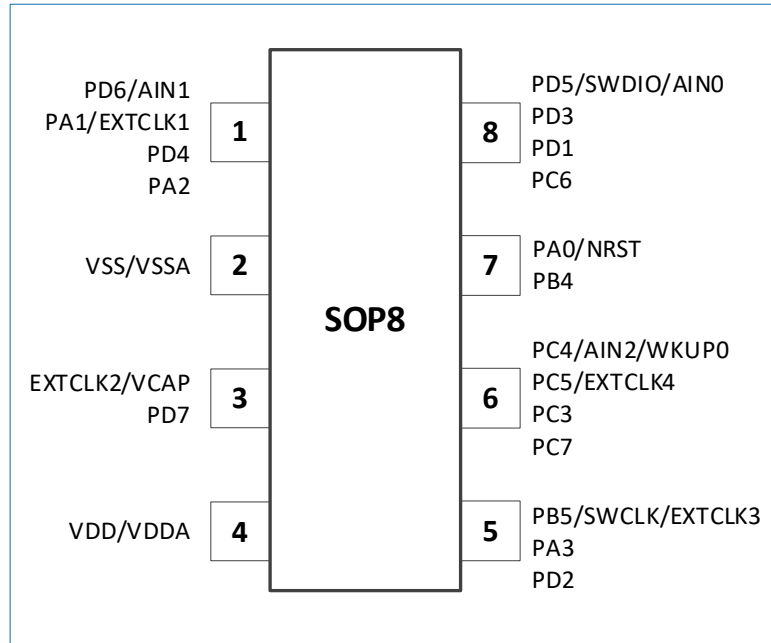 PD6/AIN1
PA1/EXTCLK1
PD4
PA2
1
VSS/VSSA
2
EXTCLK2/VCAP
PD7
3
VDD/VDDA
4
SOP8
8
PD5/SWDIO/AIN0
PD3
PD1
PC6
7
PA0/NRST
PB4
6
PC4/AIN2/WKUP0
PC5/EXTCLK4
PC3
PC7
5
PB5/SWCLK/EXTCLK3
PA3
PD2